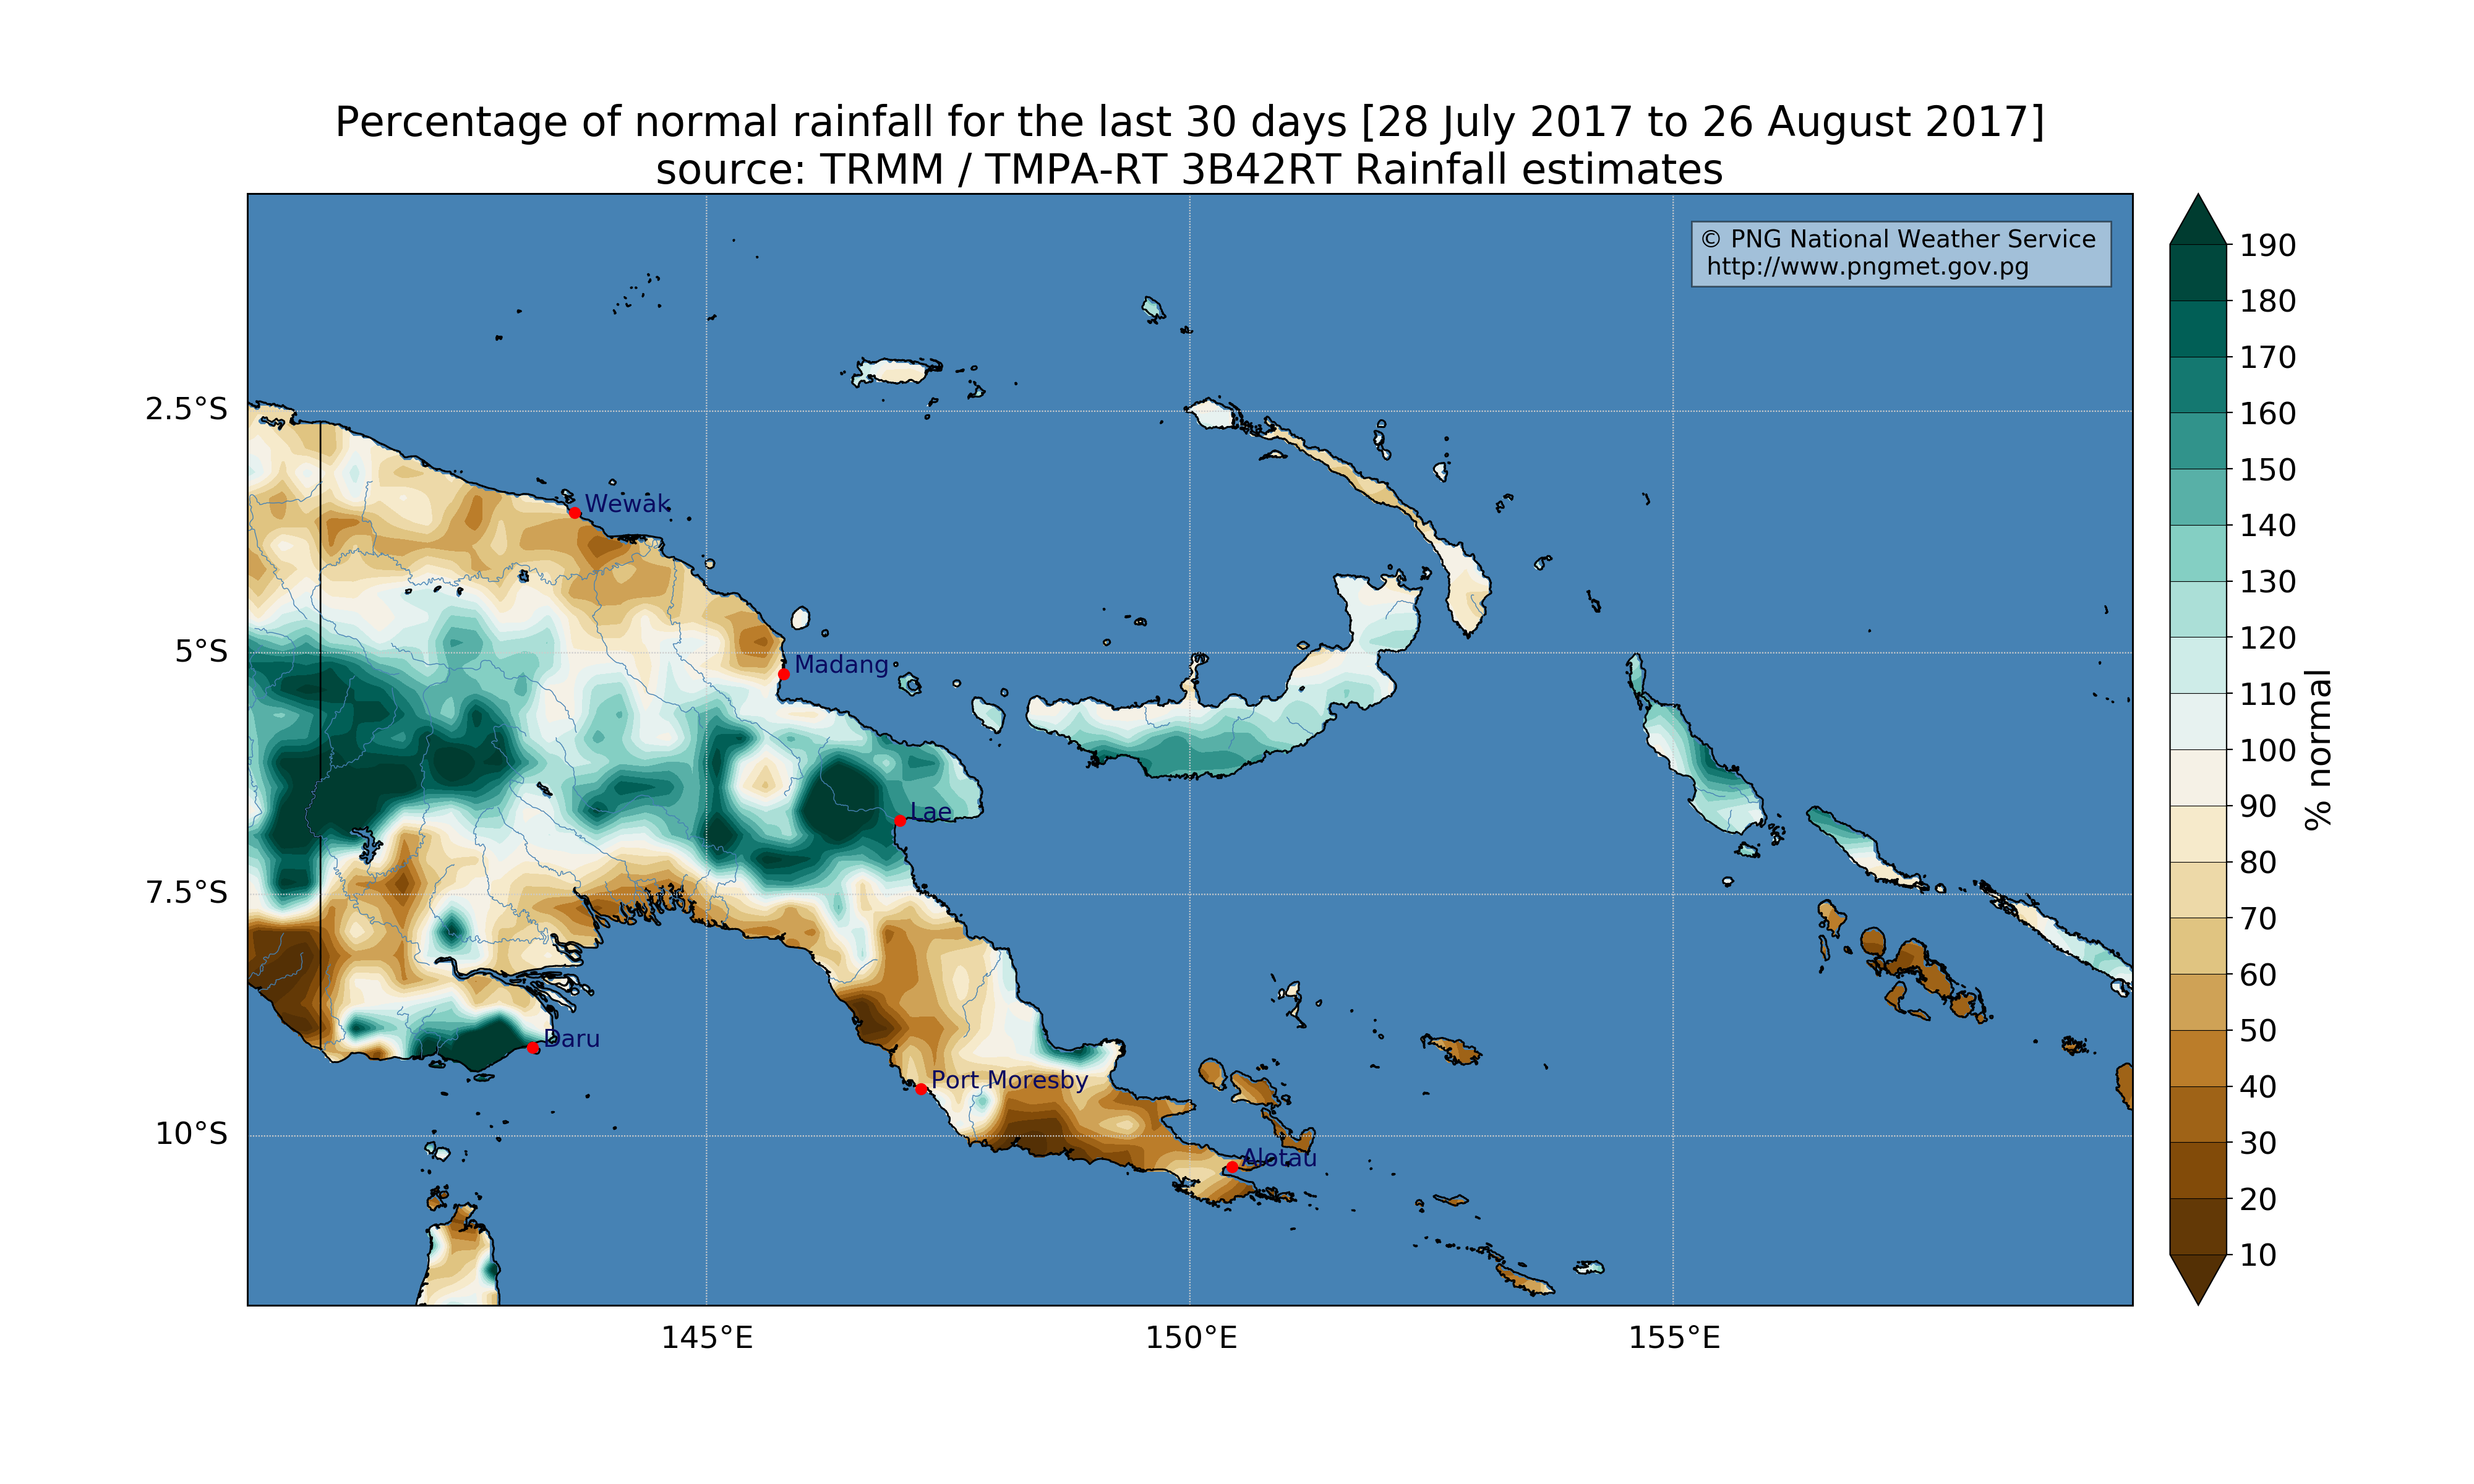 Percentage of normal rainfall for the last 30 days [28 July 2017 to 26 August 2017]
source: TRMM / TMPA-RT 3B42RT Rainfall estimates
© PNG National Weather Service
http://www.pngmet.gov.pg
190
180
170
160
150
140
130
120
110
100
90
80
70
60
50
40
30
20
10
% normal
2.5°S
5°S
7.5°S
10°S
Wewak
Madang
Lae
Daru
Port Moresby
Alotau
145°E
150°E
155°E